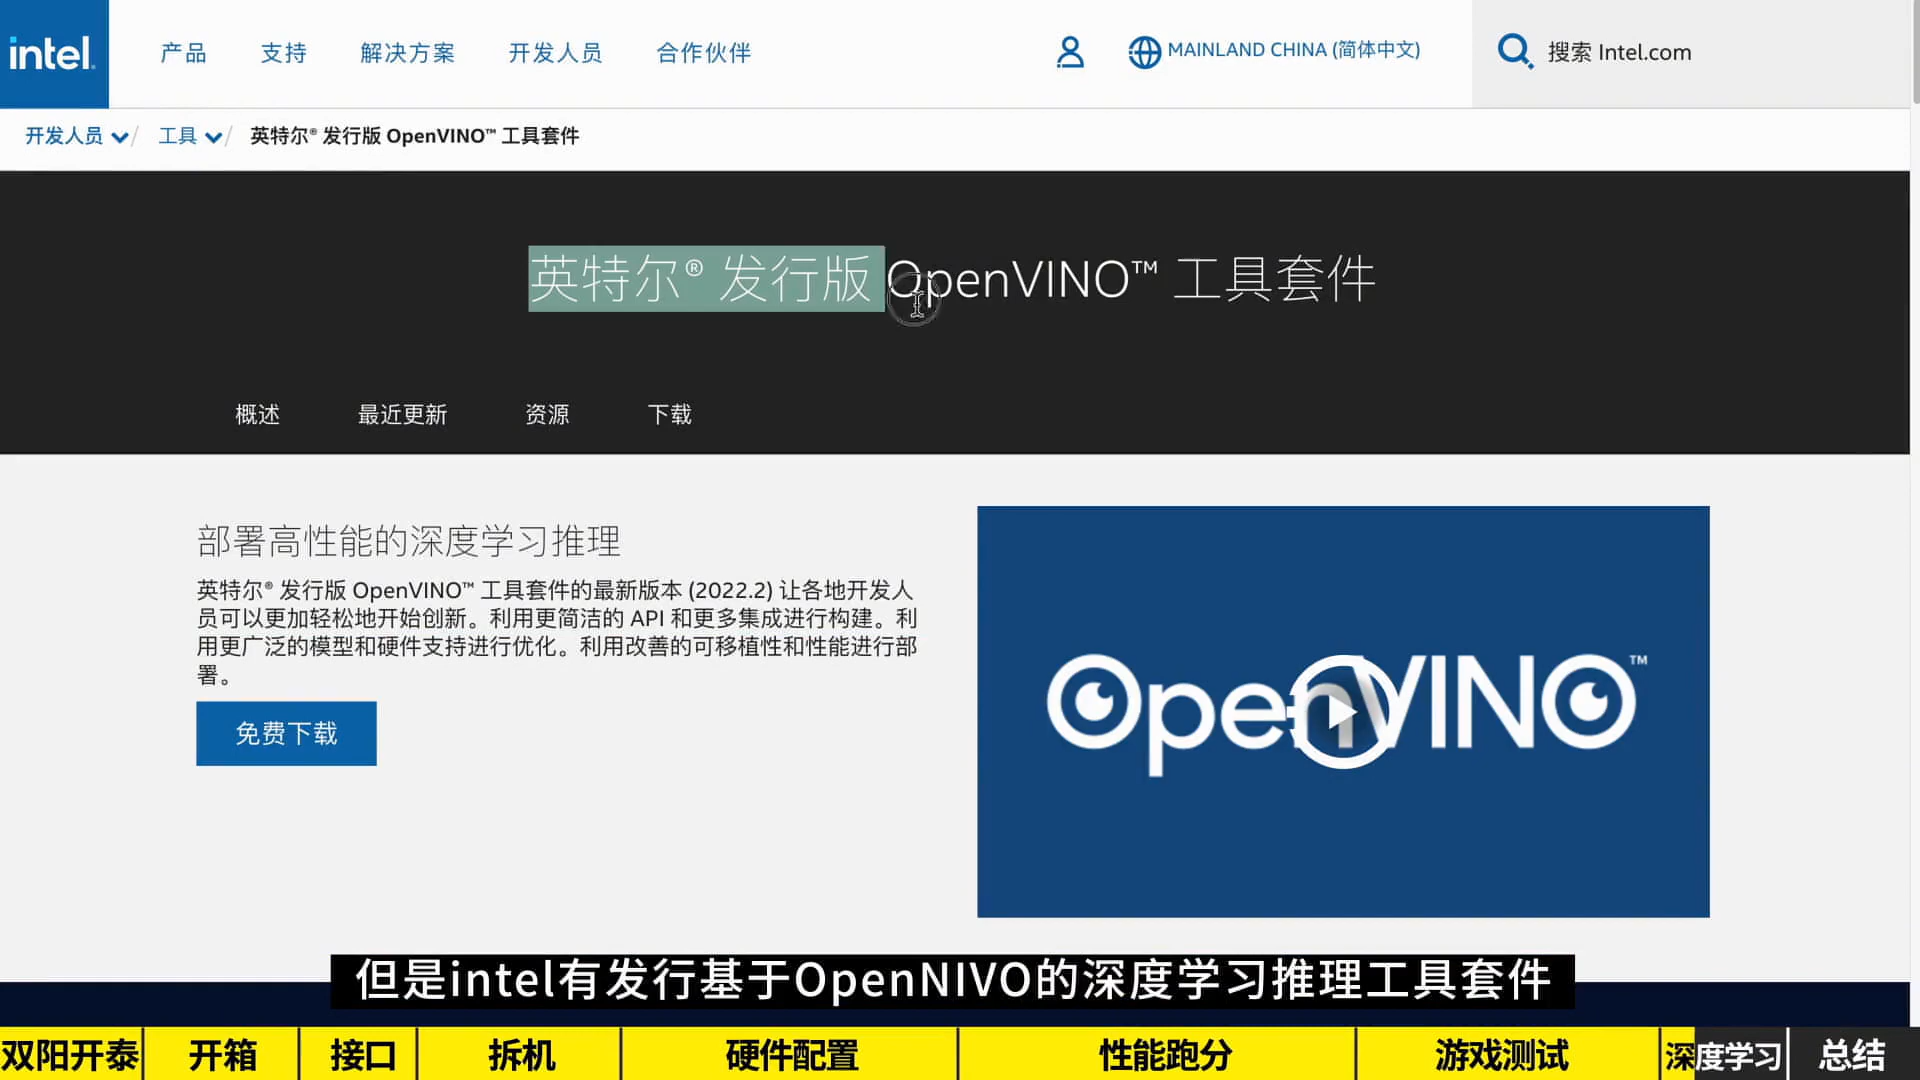 intel.
产品
支持
解决方案
开发人员
合作伙伴
MAINLAND CHINA (简体中文)
搜索 Intel.com
开发人员 / 工具 / 英特尔® 发行版 OpenVINO™ 工具套件
英特尔® 发行版 OpenVINO™ 工具套件
概述
最近更新
资源
下载
部署高性能的深度学习推理
英特尔® 发行版 OpenVINO™ 工具套件的最新版本 (2022.2) 让各地开发人
员可以更加轻松地开始创新。利用更简洁的 API 和更多集成进行构建。利
用更广泛的模型和硬件支持进行优化。利用改善的可移植性和性能进行部
署。
免费下载
OpenVINO™
但是intel有发行基于OpenNIVO的深度学习推理工具套件
双阳开泰
开箱
接口
拆机
硬件配置
性能跑分
游戏测试
深度学习
总结